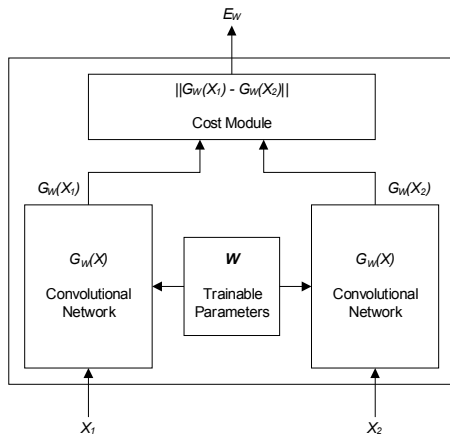 E_W
||G_W(X_1) - G_W(X_2)||
Cost Module
G_W(X_1)
G_W(X_2)
G_W(X)
Convolutional
Network
W
Trainable
Parameters
G_W(X)
Convolutional
Network
X_1
X_2